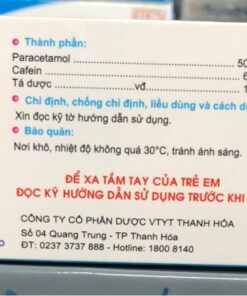 Thành phần:
Paracetamol
Cafein
Tá dược vđ
Chỉ định, chống chỉ định, liều dùng và cách
Xin đọc kỹ tờ hướng dẫn sử dụng.
Bảo quản:
Nơi khô, nhiệt độ không quá 30°C, tránh ánh sáng.
ĐỂ XA TẦM TAY CỦA TRẺ EM
ĐỌC KỸ HƯỚNG DẪN SỬ DỤNG TRƯỚC KHI
CÔNG TY CỔ PHẦN DƯỢC VTYT THANH HÓA
Số 04 Quang Trung - TP Thanh Hóa
ĐT: 0237 3737 888 - Hotline: 1800 8140